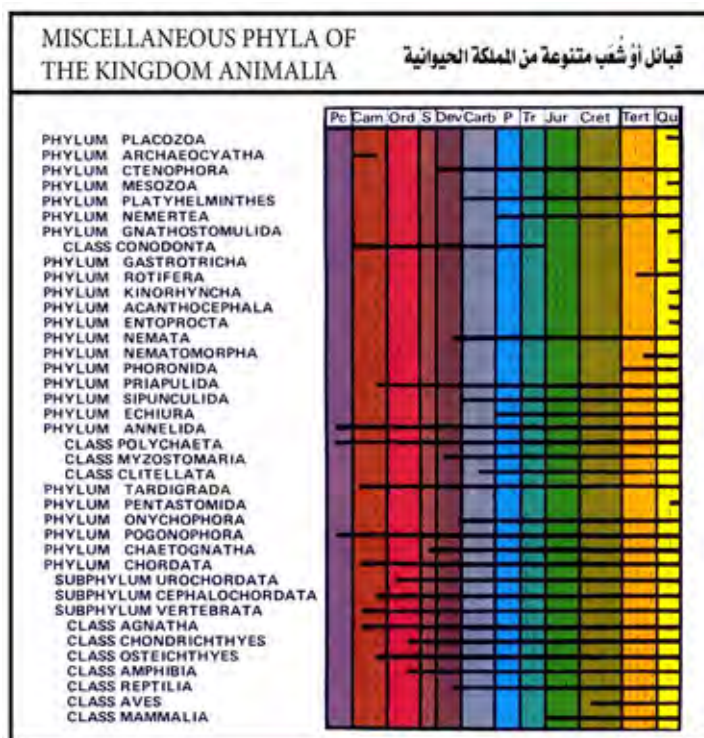 MISCELLANEOUS PHYLA OF
THE KINGDOM ANIMALIA
قبائل أوْ شُعَب متنوعة من المملكة الحيوانية
Pc Cam Ord S Dev Carb P Tr Jur Cret Tert Qu
PHYLUM PLACOZOA
PHYLUM ARCHAEOCYATHA
PHYLUM CTENOPHORA
PHYLUM MESOZOA
PHYLUM PLATYHELMINTHES
PHYLUM NEMERTEA
PHYLUM GNATHOSTOMULIDA
CLASS CONODONTA
PHYLUM GASTROTRICHA
PHYLUM ROTIFERA
PHYLUM KINORHYNCHA
PHYLUM ACANTHOCEPHALA
PHYLUM ENTOPROCTA
PHYLUM NEMATA
PHYLUM NEMATOMORPHA
PHYLUM PHORONIDA
PHYLUM PRIAPULIDA
PHYLUM SIPUNCULIDA
PHYLUM ECHIURA
PHYLUM ANNELIDA
CLASS POLYCHAETA
CLASS MYZOSTOMARIA
CLASS CLITELLATA
PHYLUM TARDIGRADA
PHYLUM PENTASTOMIDA
PHYLUM ONYCHOPHORA
PHYLUM POGONOPHORA
PHYLUM CHAETOGNATHA
PHYLUM CHORDATA
SUBPHYLUM UROCHORDATA
SUBPHYLUM CEPHALOCHORDATA
SUBPHYLUM VERTEBRATA
CLASS AGNATHA
CLASS CHONDRICHTHYES
CLASS OSTEICHTHYES
CLASS AMPHIBIA
CLASS REPTILIA
CLASS AVES
CLASS MAMMALIA